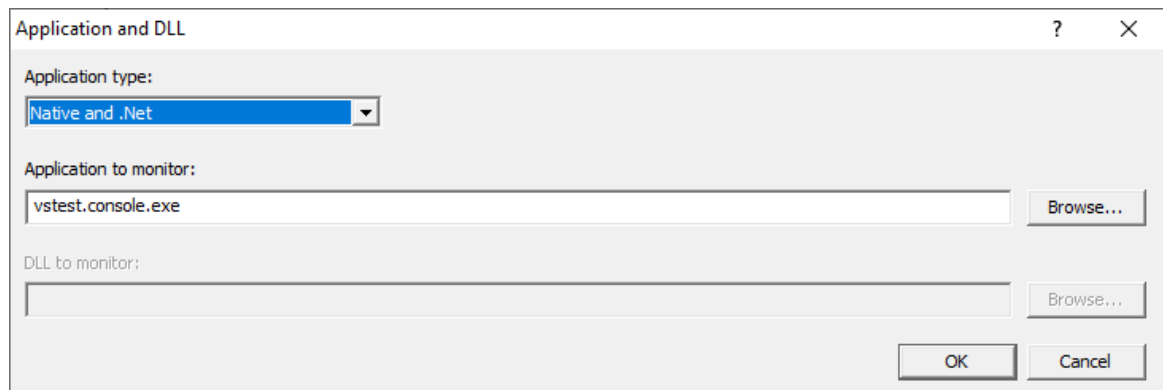 Application and DLL
Application type:
Native and .Net
Application to monitor:
vstest.console.exe
Browse...
DLL to monitor:
Browse...
OK
Cancel